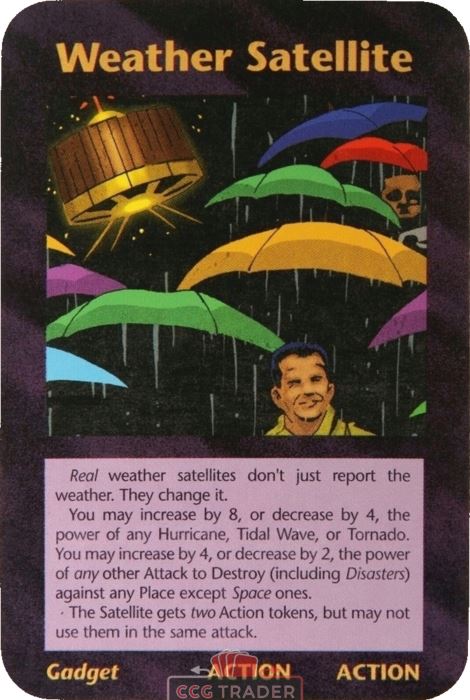 Weather Satellite
Real weather satellites don't just report the
weather. They change it.
You may increase by 8, or decrease by 4, the
power of any Hurricane, Tidal Wave, or Tornado.
You may increase by 4, or decrease by 2, the power
of any other Attack to Destroy (including Disasters)
against any Place except Space ones.
· The Satellite gets two Action tokens, but may not
use them in the same attack.
Gadget ACTION ACTION
CCG TRADER